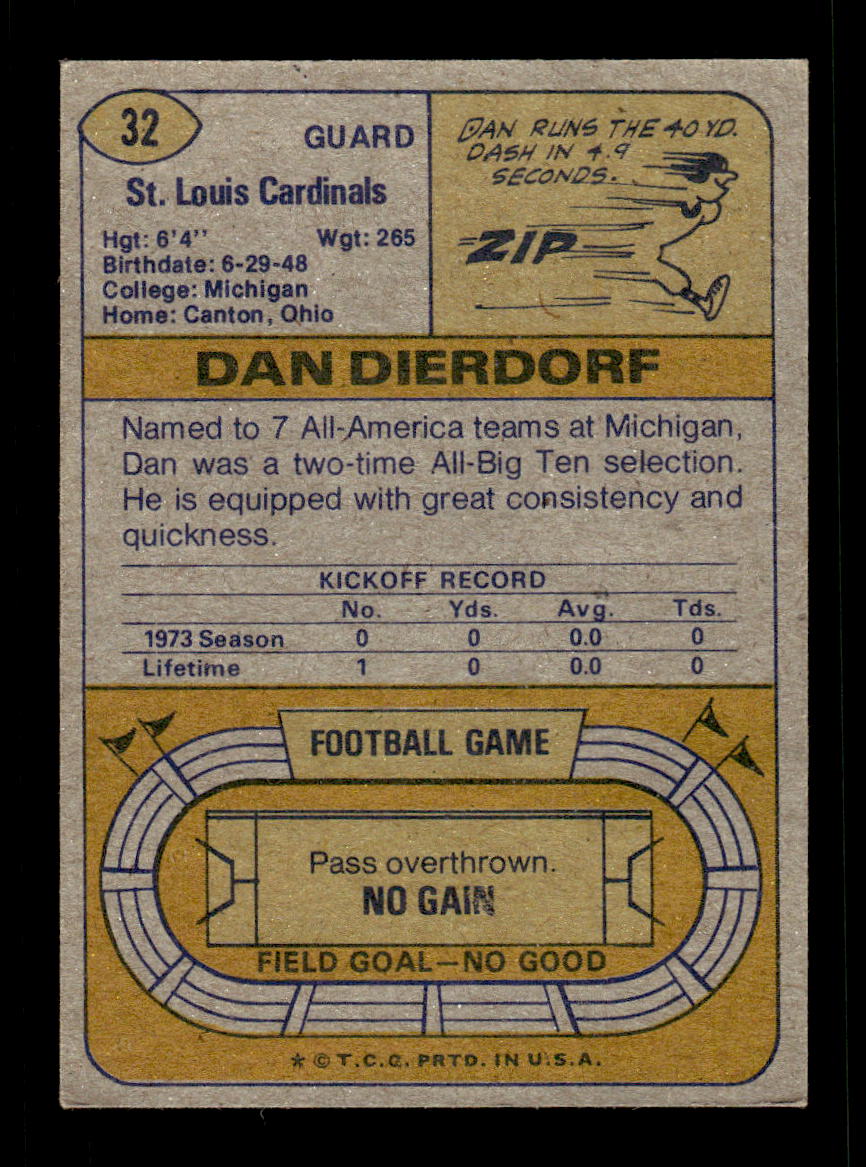 32
GUARD
St. Louis Cardinals
Hgt: 6'4" Wgt: 265
Birthdate: 6-29-48
College: Michigan
Home: Canton, Ohio
DAN RUNS THE 40 YD.
DASH IN 4.9
SECONDS.
ZIP
DAN DIERDORF
Named to 7 All-America teams at Michigan,
Dan was a two-time All-Big Ten selection.
He is equipped with great consistency and
quickness.
KICKOFF RECORD
No. Yds. Avg. Tds.
1973 Season 0 0 0.0 0
Lifetime 1 0 0.0 0
FOOTBALL GAME
Pass overthrown.
NO GAIN
FIELD GOAL—NO GOOD
* © T.C.G. PRTD. IN U.S.A.